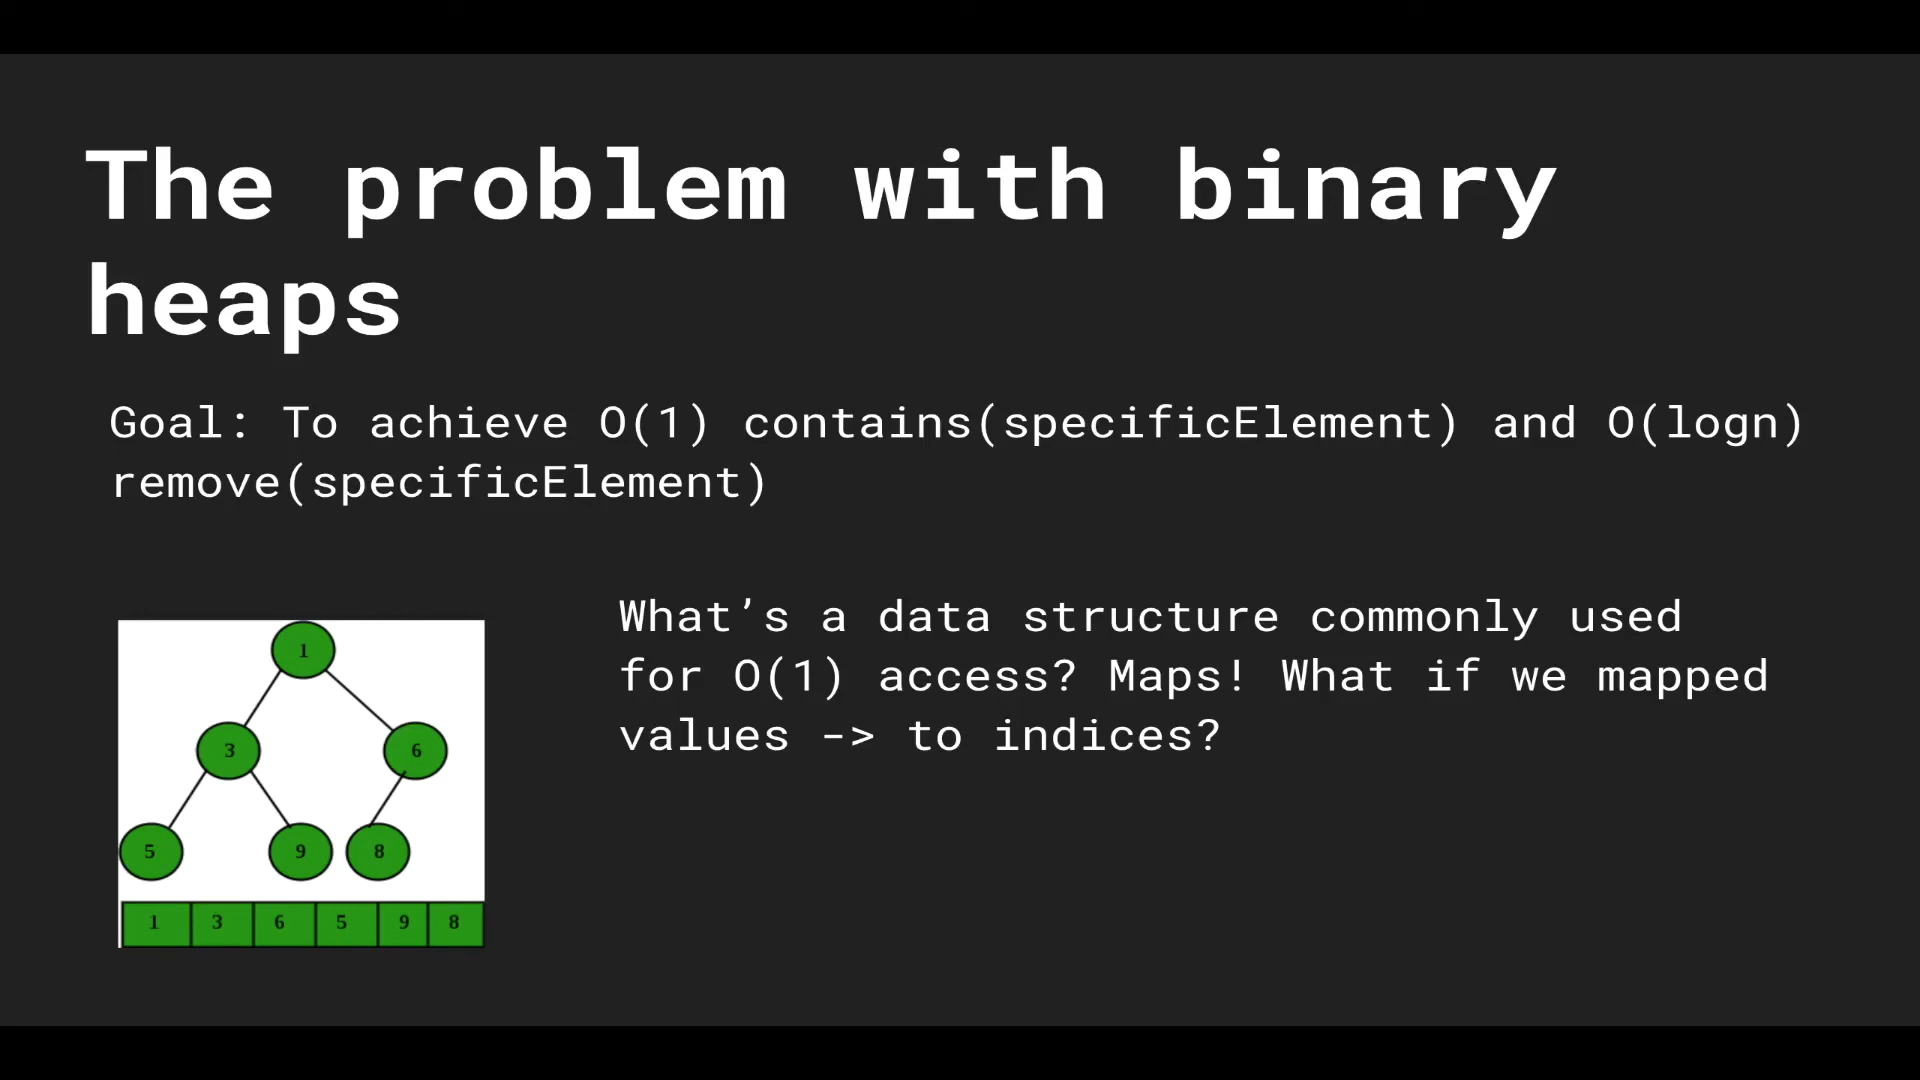 The problem with binary
heaps
Goal: To achieve O(1) contains(specificElement) and O(logn)
remove(specificElement)
What’s a data structure commonly used
for O(1) access? Maps! What if we mapped
values -> to indices?
1
3 6
5 9 8
1 3 6 5 9 8